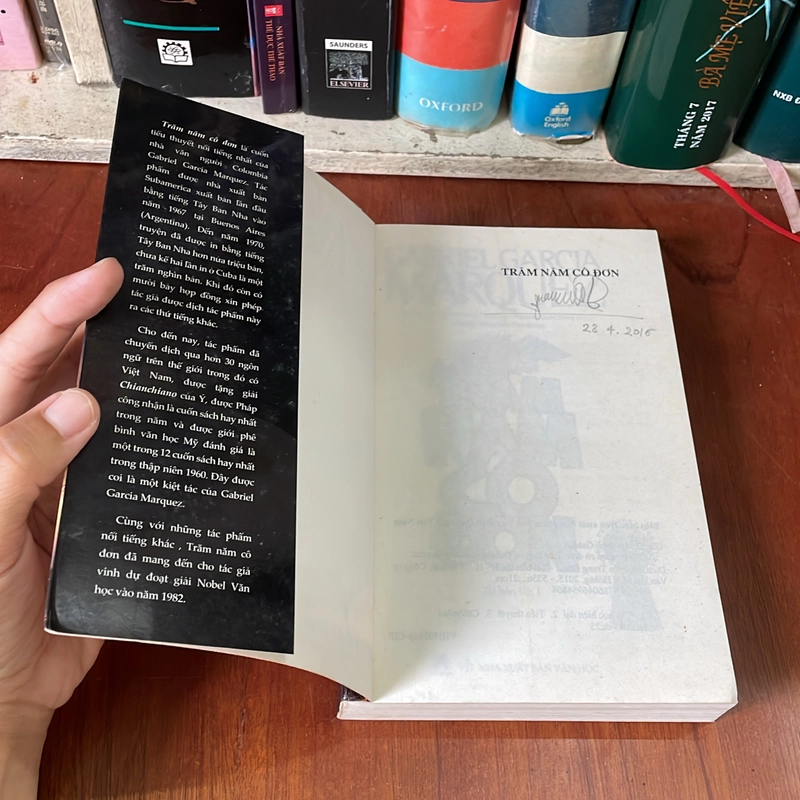 NHÀ XUẤT BẢN
THỂ DỤC THỂ THAO
SAUNDERS
ELSEVIER
OXFORD
Oxford
English
THÁNG 7
NĂM 2017
NXB
Trăm năm cô đơn là cuốn
tiểu thuyết nổi tiếng nhất của
nhà văn người Colombia
Gabriel Garcia Marquez. Tác
phẩm được nhà xuất bản
Subamerica xuất bản lần đầu
bằng tiếng Tây Ban Nha vào
năm 1967 tại Buenos Aires
(Argentina). Đến năm 1970,
truyện đã được in bằng tiếng
Tây Ban Nha hơn nửa triệu bản,
chưa kể hai lần in ở Cuba là một
trăm nghìn bản. Khi đó còn có
mười bảy hợp đồng xin phép
tác giả được dịch tác phẩm này
ra các thứ tiếng khác.
Cho đến nay, tác phẩm đã
chuyển dịch qua hơn 30 ngôn
ngữ trên thế giới trong đó có
Việt Nam, được tặng giải
Chianchiano của Ý, được Pháp
công nhận là cuốn sách hay nhất
trong năm và được giới phê
bình văn học Mỹ đánh giá là
một trong 12 cuốn sách hay nhất
trong thập niên 1960. Đây được
coi là một kiệt tác của Gabriel
Garcia Marquez.
Cùng với những tác phẩm
nổi tiếng khác , Trăm năm cô
đơn đã mang đến cho tác giả
vinh dự đoạt giải Nobel Văn
học vào năm 1982.
TRĂM NĂM CÔ ĐƠN